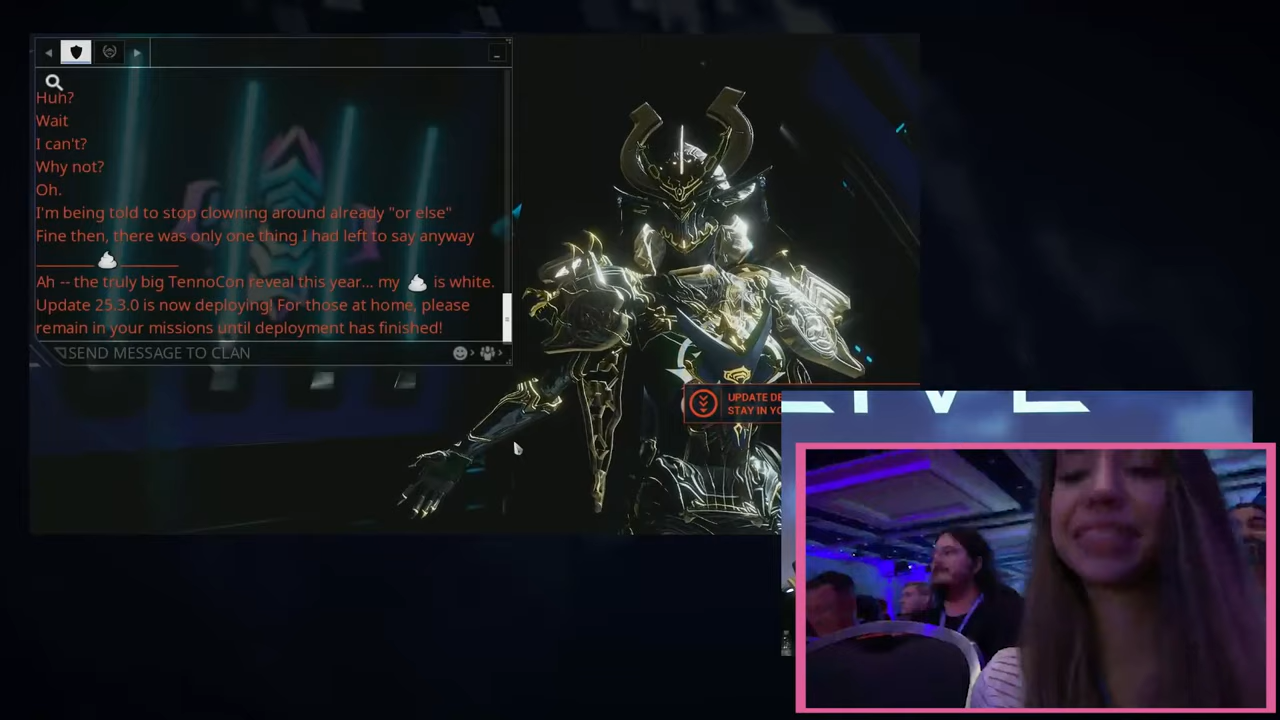 Huh?
Wait
I can't?
Why not?
Oh.
I'm being told to stop clowning around already "or else"
Fine then, there was only one thing I had left to say anyway
Ah -- the truly big TennoCon reveal this year... my 💩 is white.
Update 25.3.0 is now deploying! For those at home, please
remain in your missions until deployment has finished!
SEND MESSAGE TO CLAN
UPDATE
STAY IN
LIVE